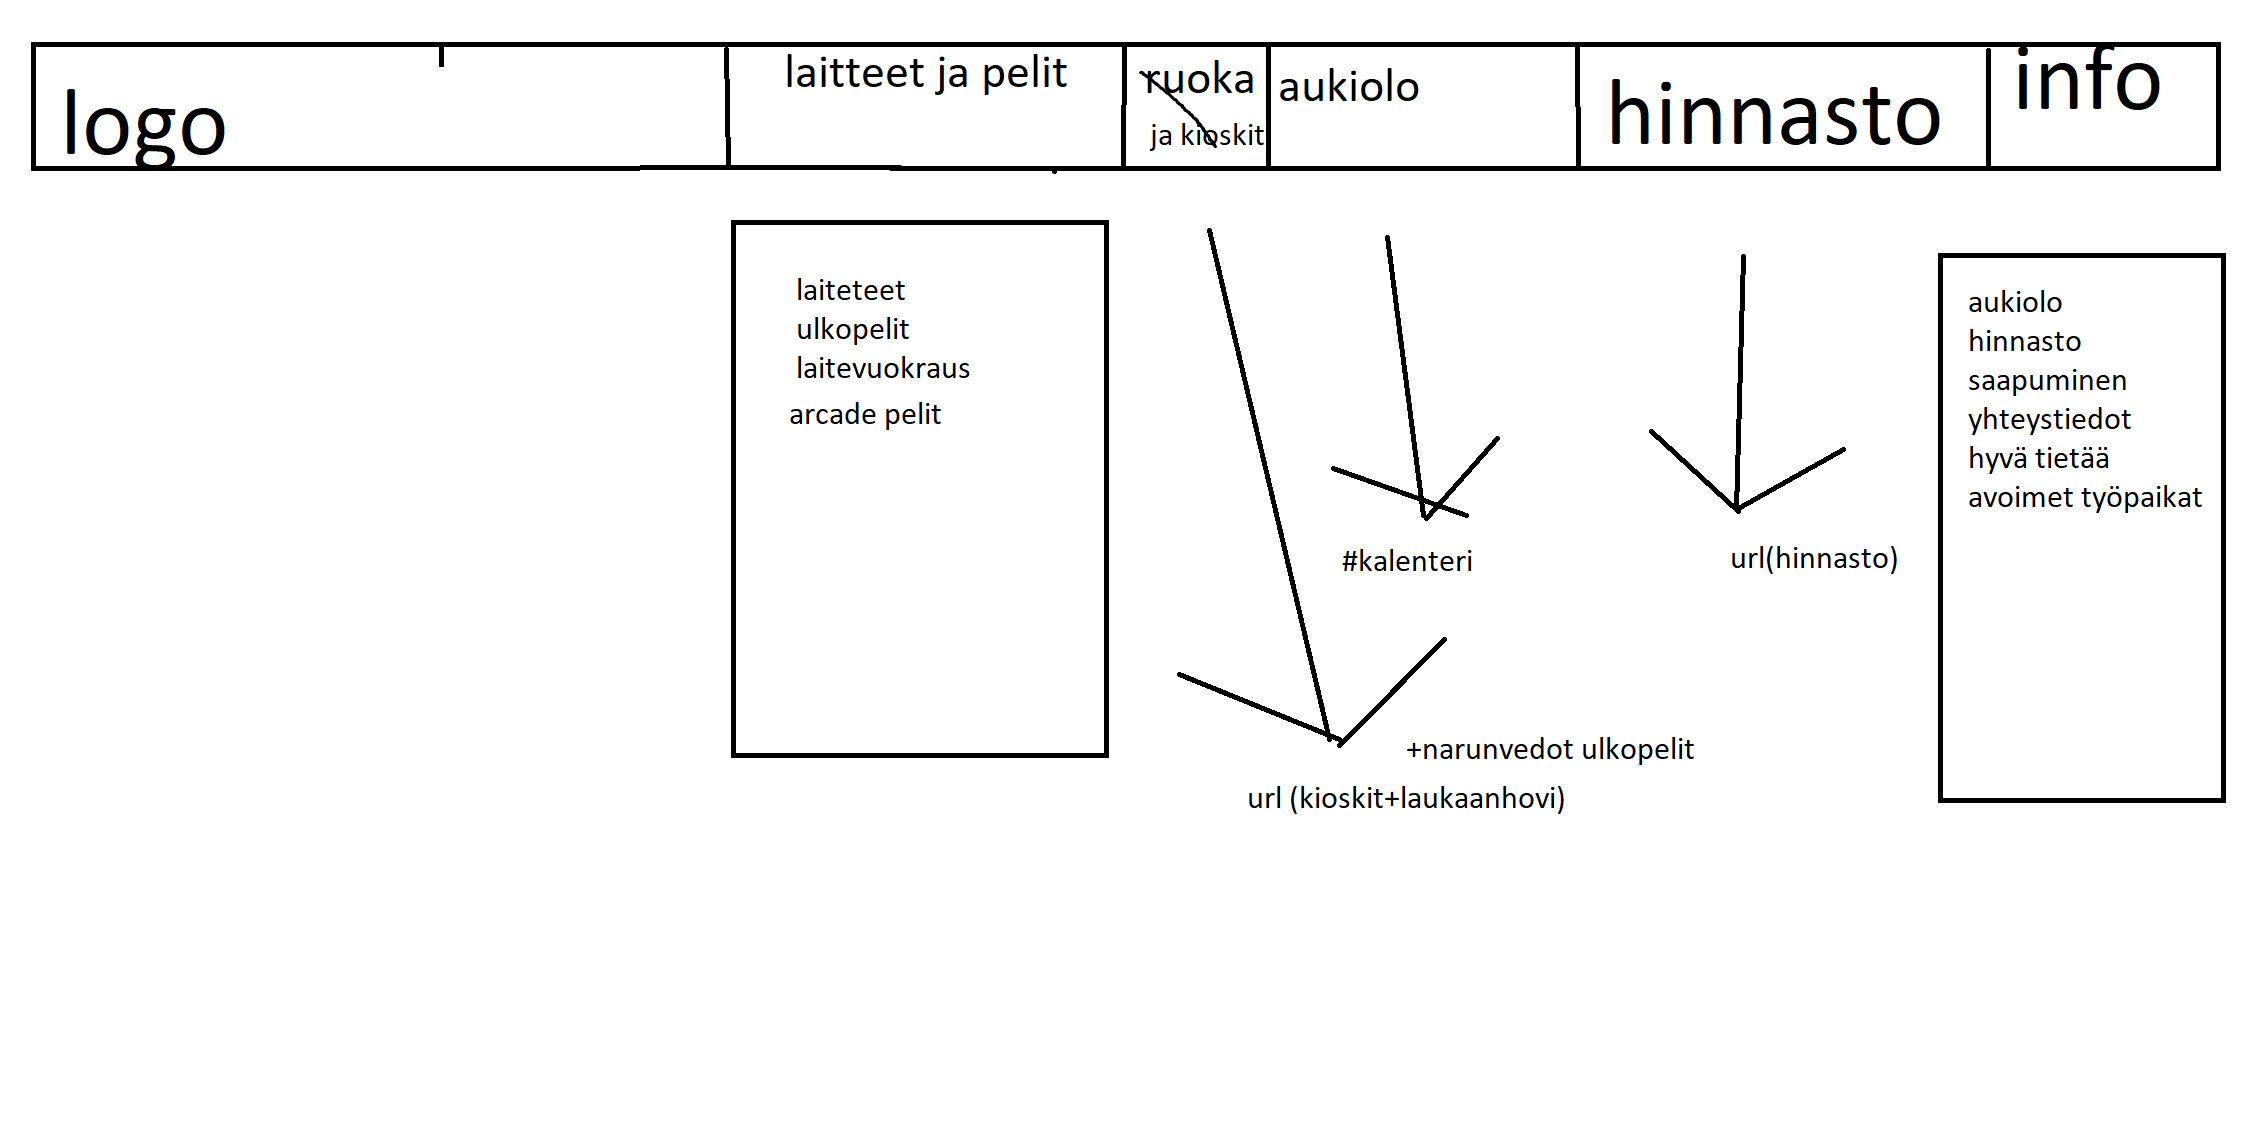 logo
laitteet ja pelit
ruoka
ja kioskit
aukiolo
hinnasto
info
laiteteet
ulkopelit
laitevuokraus
arcade pelit
#kalenteri
url(hinnasto)
+narunvedot ulkopelit
url (kioskit+laukaanhovi)
aukiolo
hinnasto
saapuminen
yhteystiedot
hyvä tietää
avoimet työpaikat